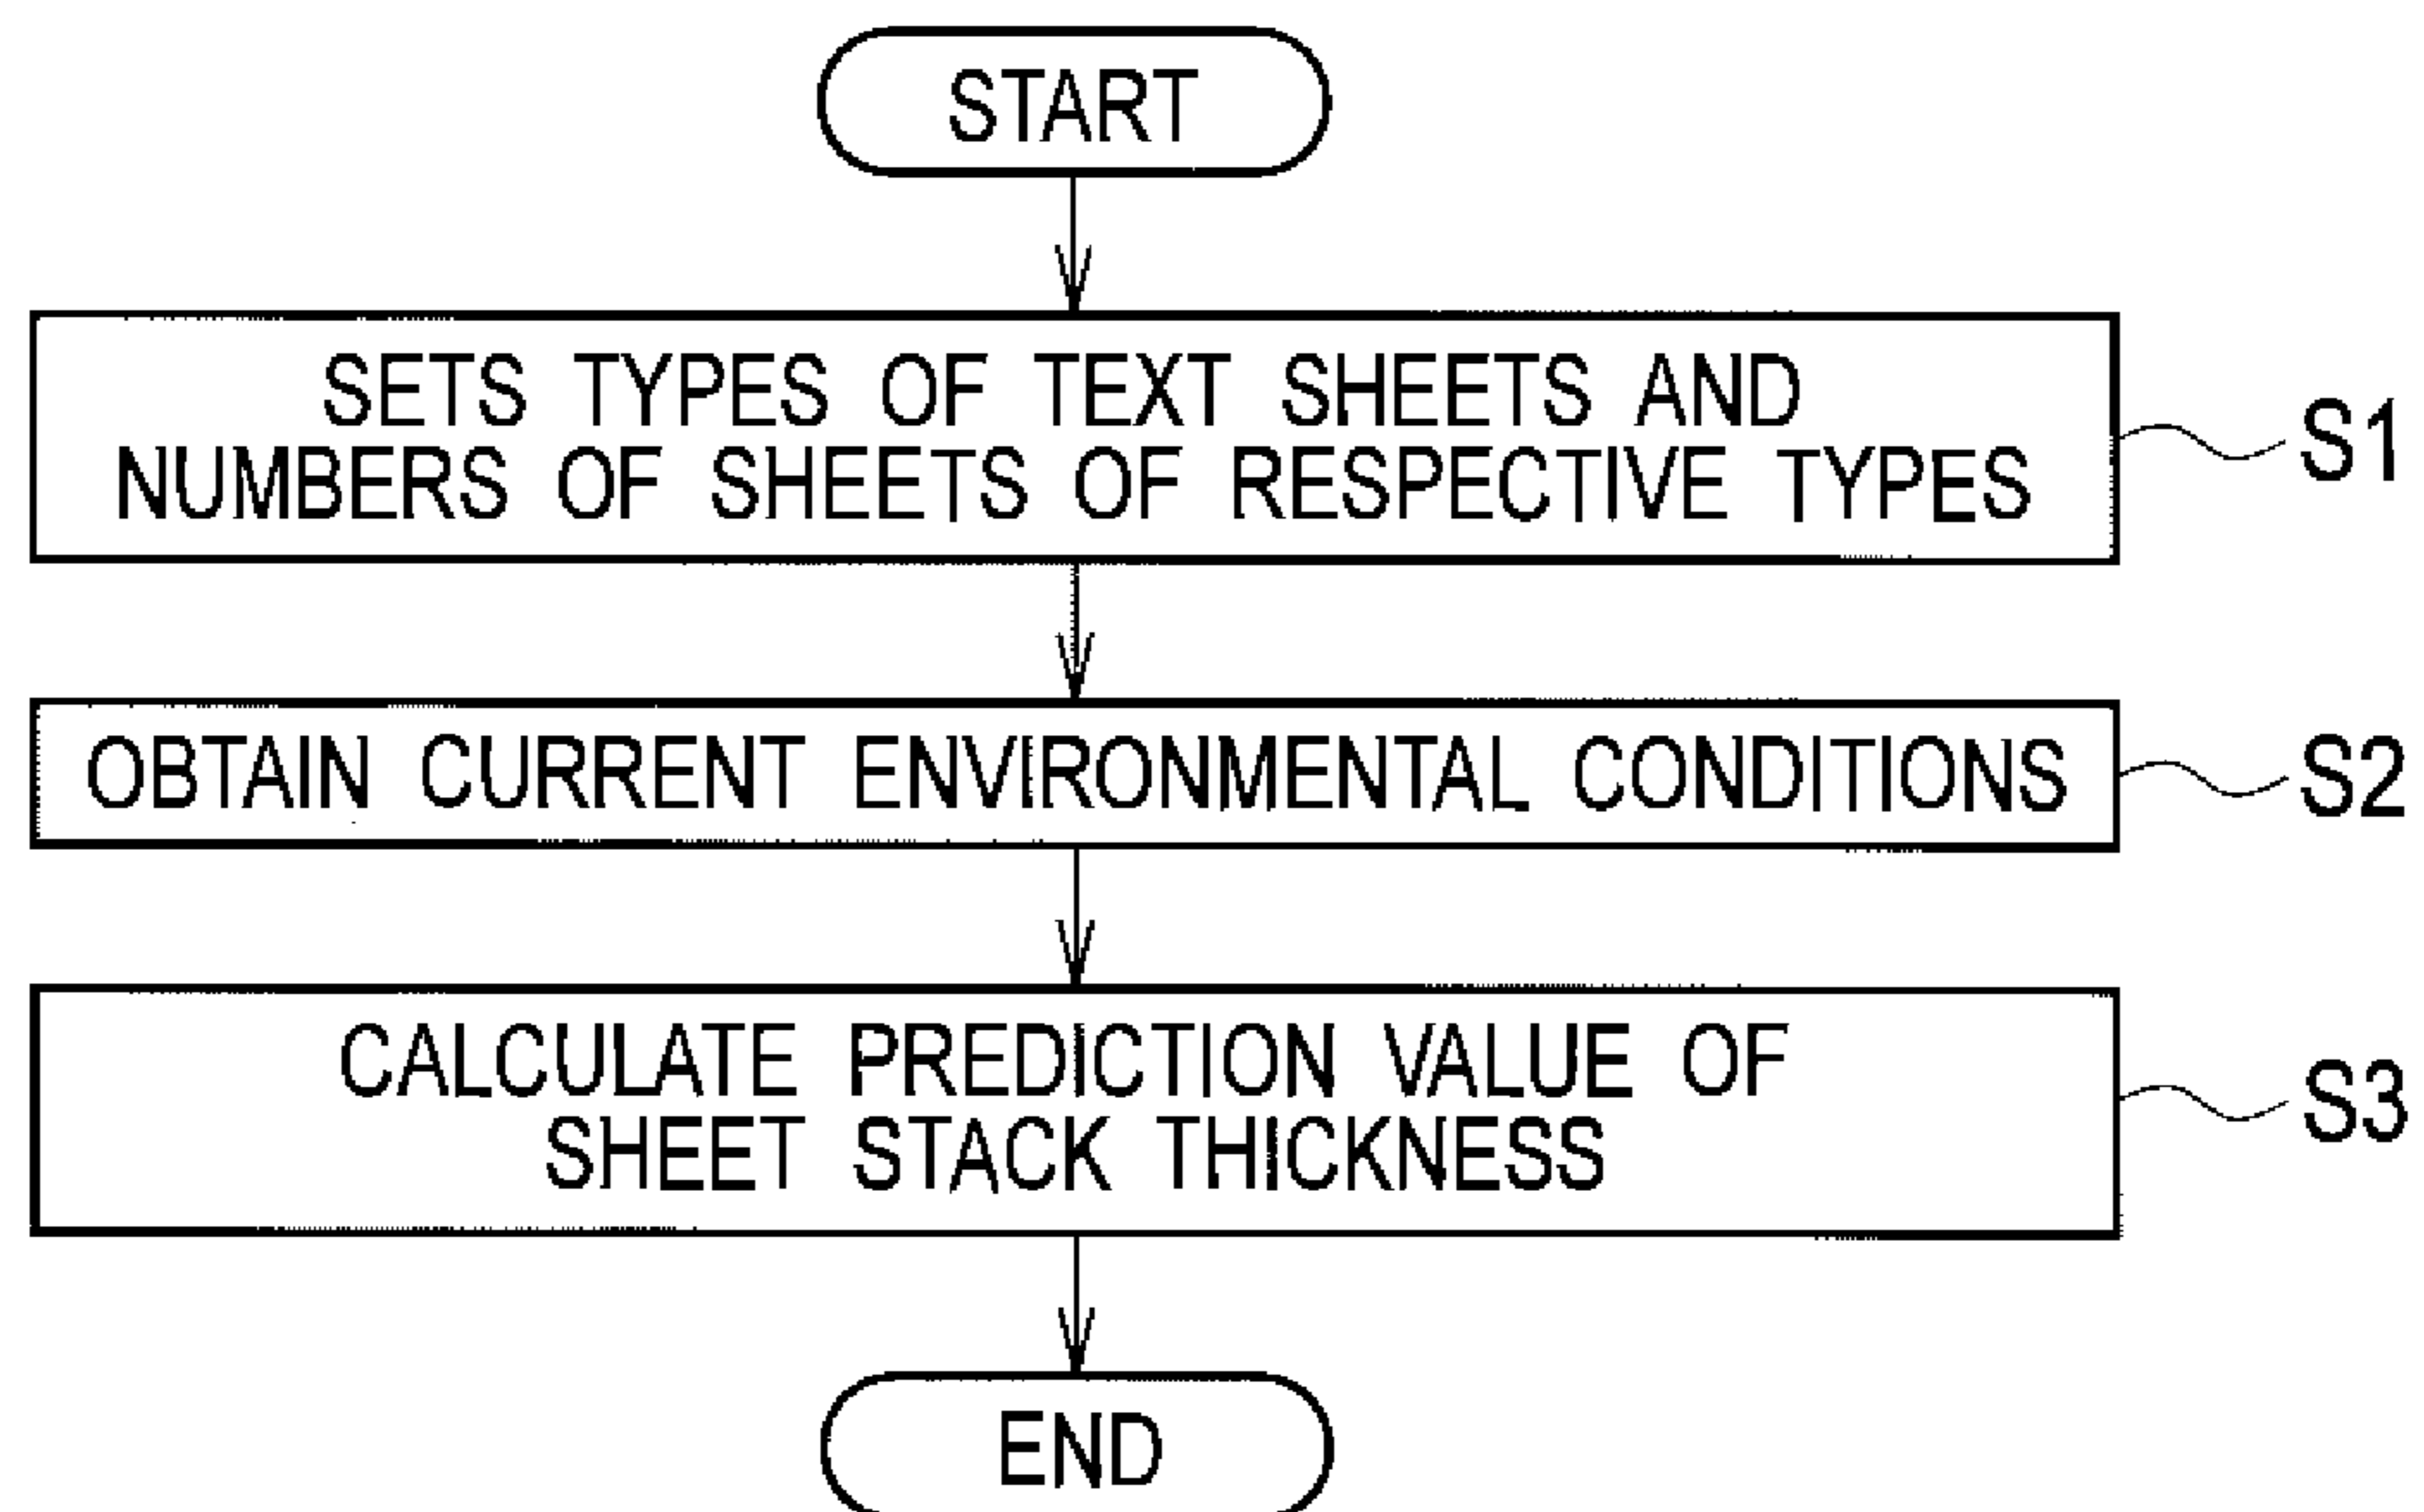 START
SETS TYPES OF TEXT SHEETS AND
NUMBERS OF SHEETS OF RESPECTIVE TYPES
S1
OBTAIN CURRENT ENVIRONMENTAL CONDITIONS
S2
CALCULATE PREDICTION VALUE OF
SHEET STACK THICKNESS
S3
END